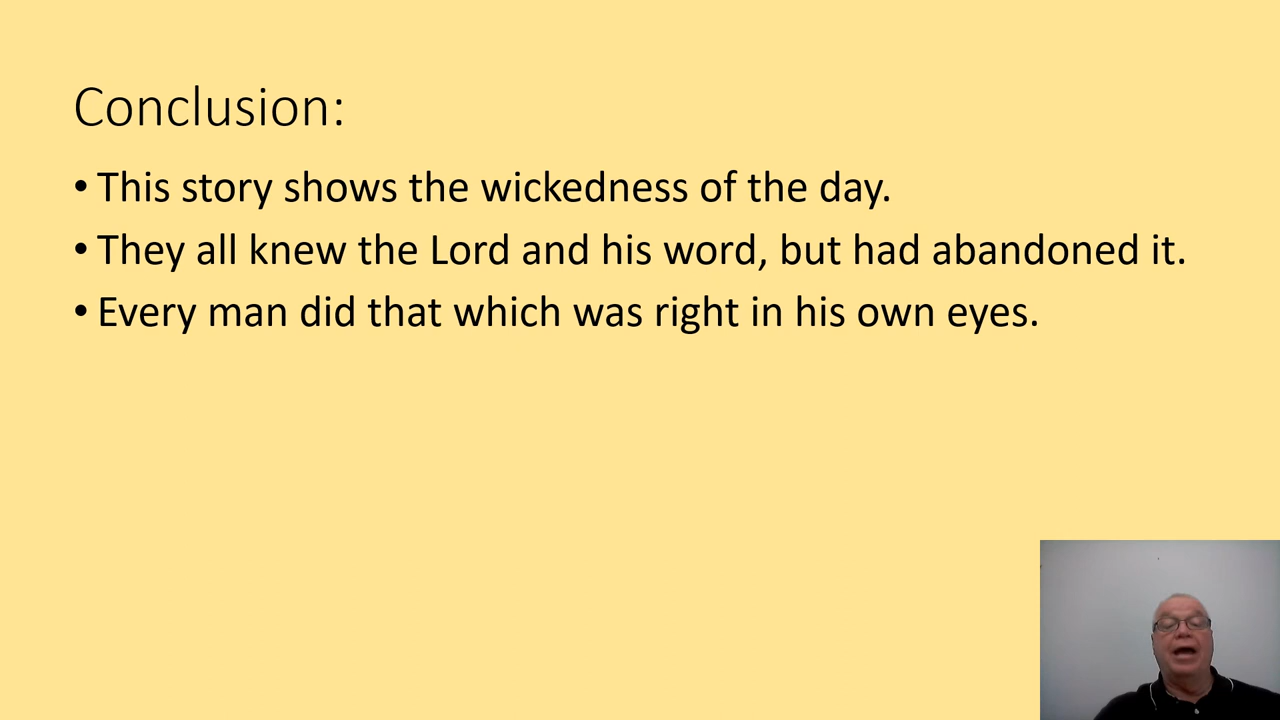 Conclusion:
• This story shows the wickedness of the day.
• They all knew the Lord and his word, but had abandoned it.
• Every man did that which was right in his own eyes.